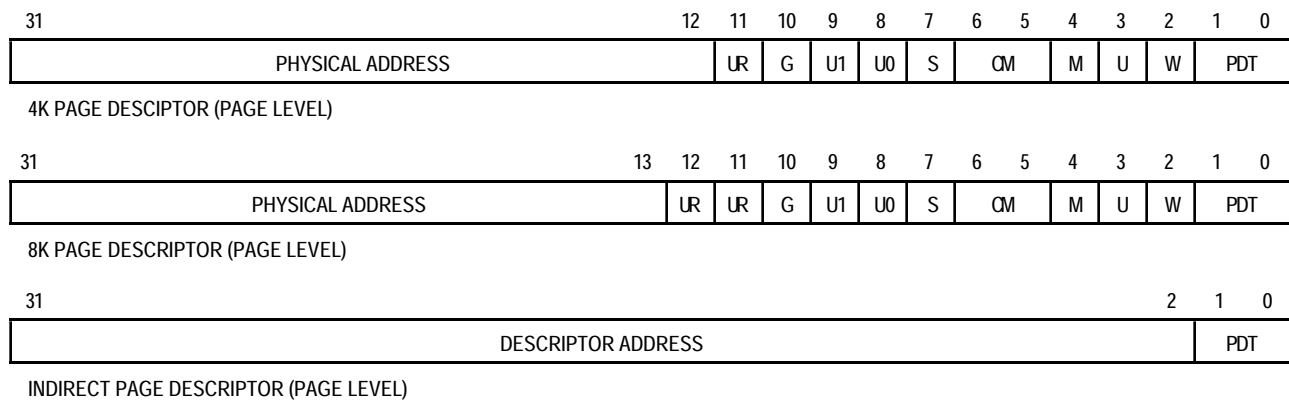 31 12 11 10 9 8 7 6 5 4 3 2 1 0
PHYSICAL ADDRESS UR G U1 U0 S CM M U W PDT
4K PAGE DESCIPTOR (PAGE LEVEL)
31 13 12 11 10 9 8 7 6 5 4 3 2 1 0
PHYSICAL ADDRESS UR UR G U1 U0 S CM M U W PDT
8K PAGE DESCRIPTOR (PAGE LEVEL)
31 2 1 0
DESCRIPTOR ADDRESS PDT
INDIRECT PAGE DESCRIPTOR (PAGE LEVEL)